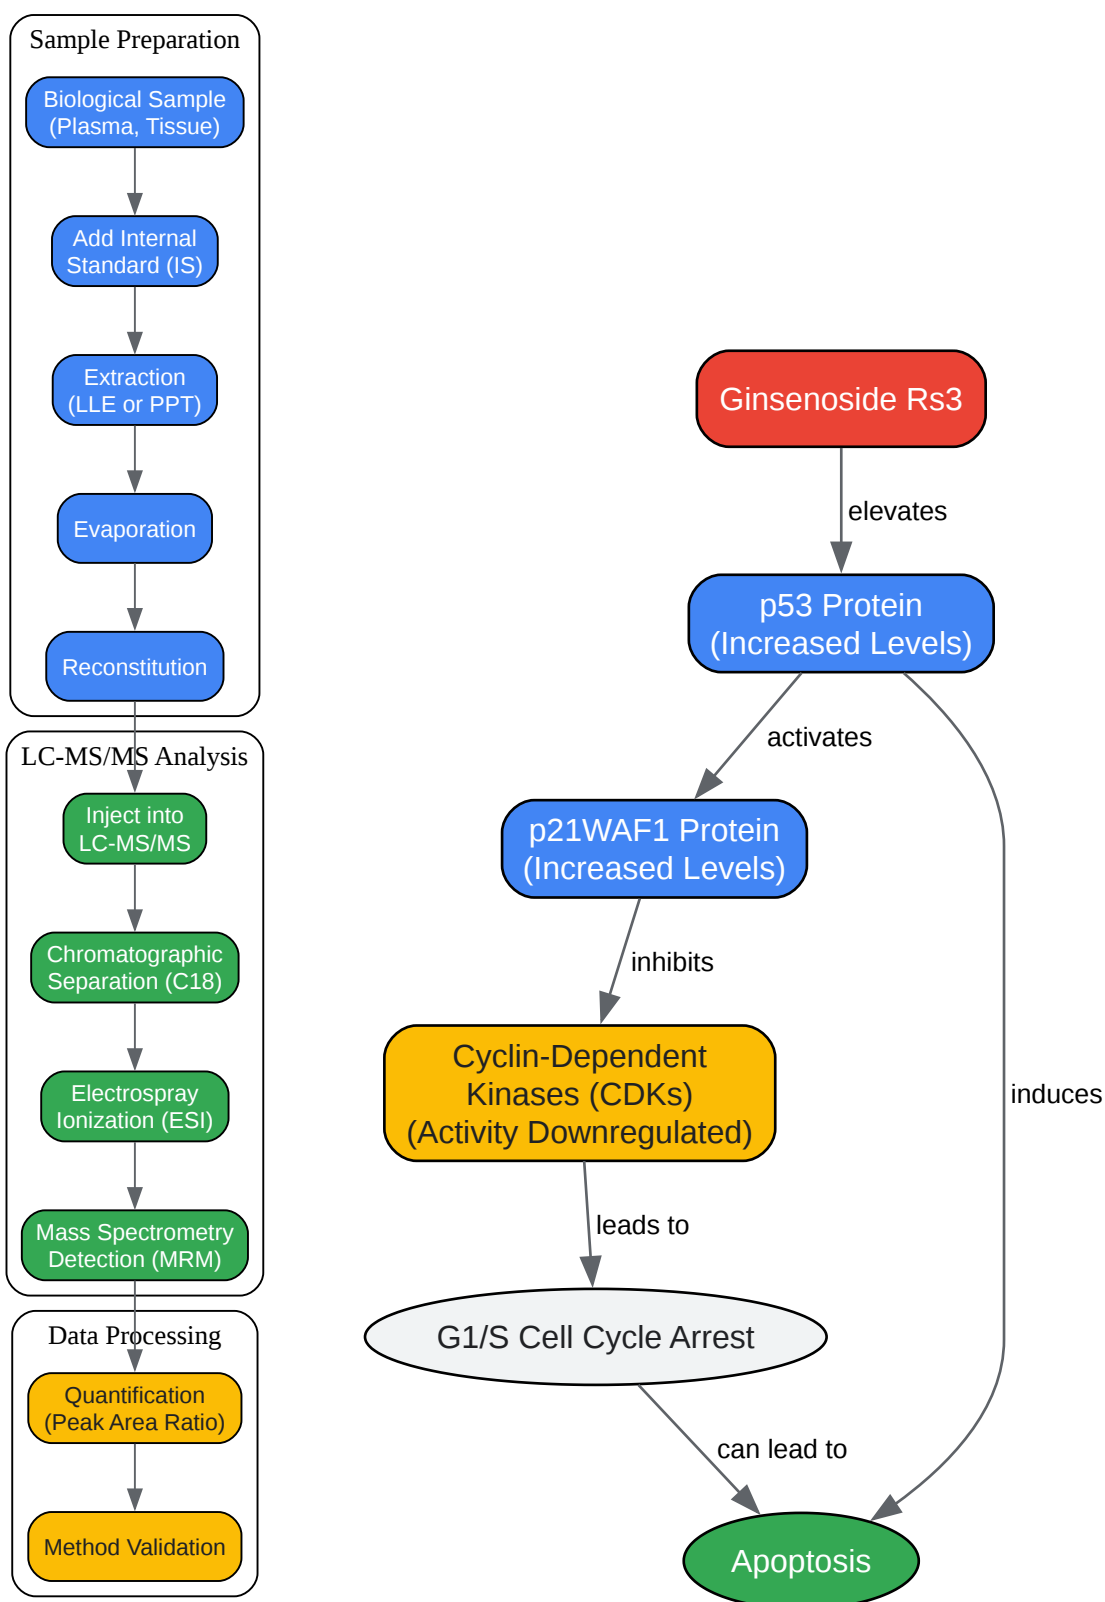 Sample Preparation
Biological Sample
(Plasma, Tissue)
Add Internal
Standard (IS)
Extraction
(LLE or PPT)
Evaporation
Reconstitution
LC-MS/MS Analysis
Inject into
LC-MS/MS
Chromatographic
Separation (C18)
Electrospray
Ionization (ESI)
Mass Spectrometry
Detection (MRM)
Data Processing
Quantification
(Peak Area Ratio)
Method Validation
Ginsenoside Rs3
elevates
p53 Protein
(Increased Levels)
activates
p21WAF1 Protein
(Increased Levels)
inhibits
Cyclin-Dependent
Kinases (CDKs)
(Activity Downregulated)
induces
leads to
G1/S Cell Cycle Arrest
can lead to
Apoptosis